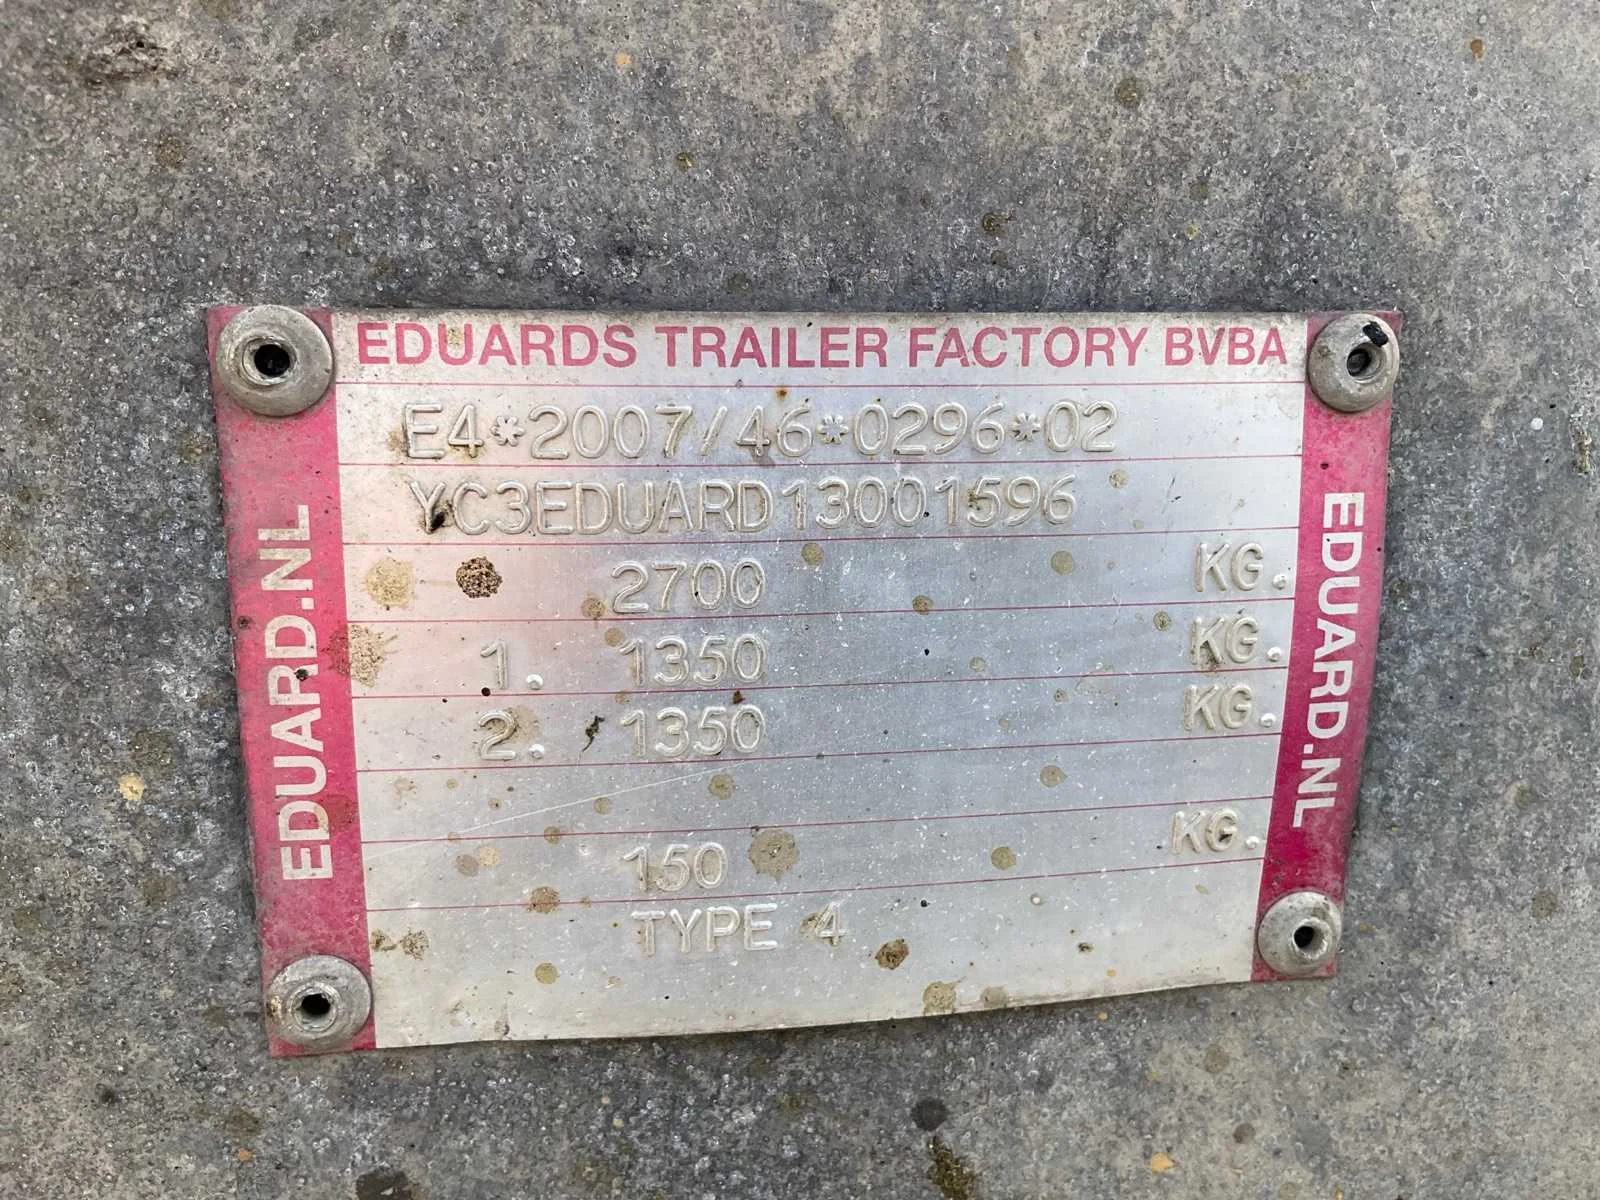 EDUARDS TRAILER FACTORY BVBA
E4*2007/46*0296*02
YC3EDUARD13001596
2700 KG.
1. 1350 KG.
2. 1350 KG.
150 KG.
TYPE 4
EDUARD.NL
EDUARD.NL